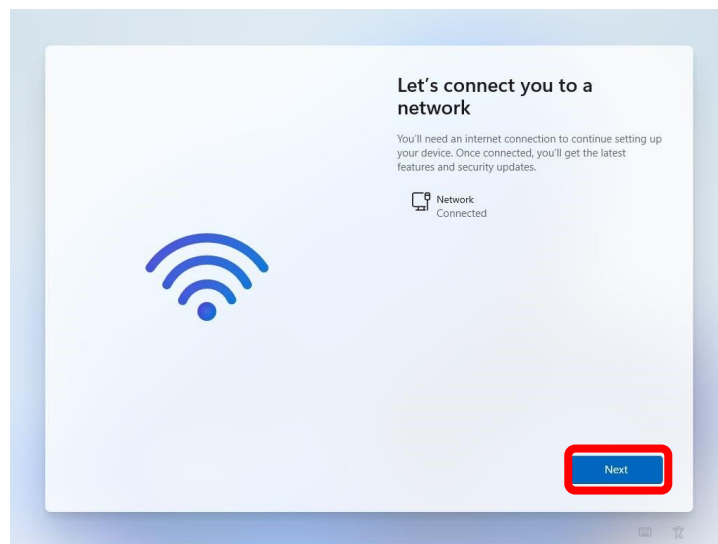 Let's connect you to a
network
You'll need an internet connection to continue setting up
your device. Once connected, you'll get the latest
features and security updates.
Network
Connected
Next